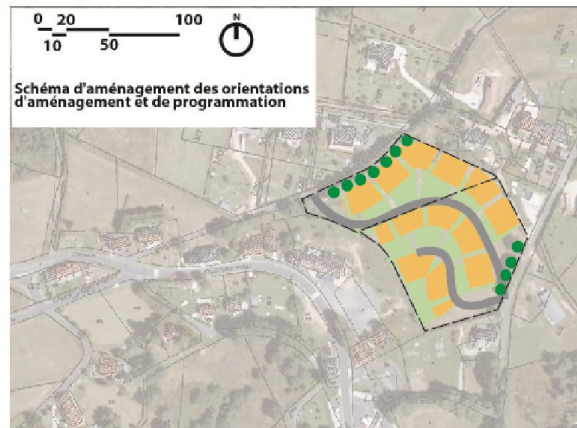 0 20 100
10 50
N
Schéma d'aménagement des orientations
d'aménagement et de programmation